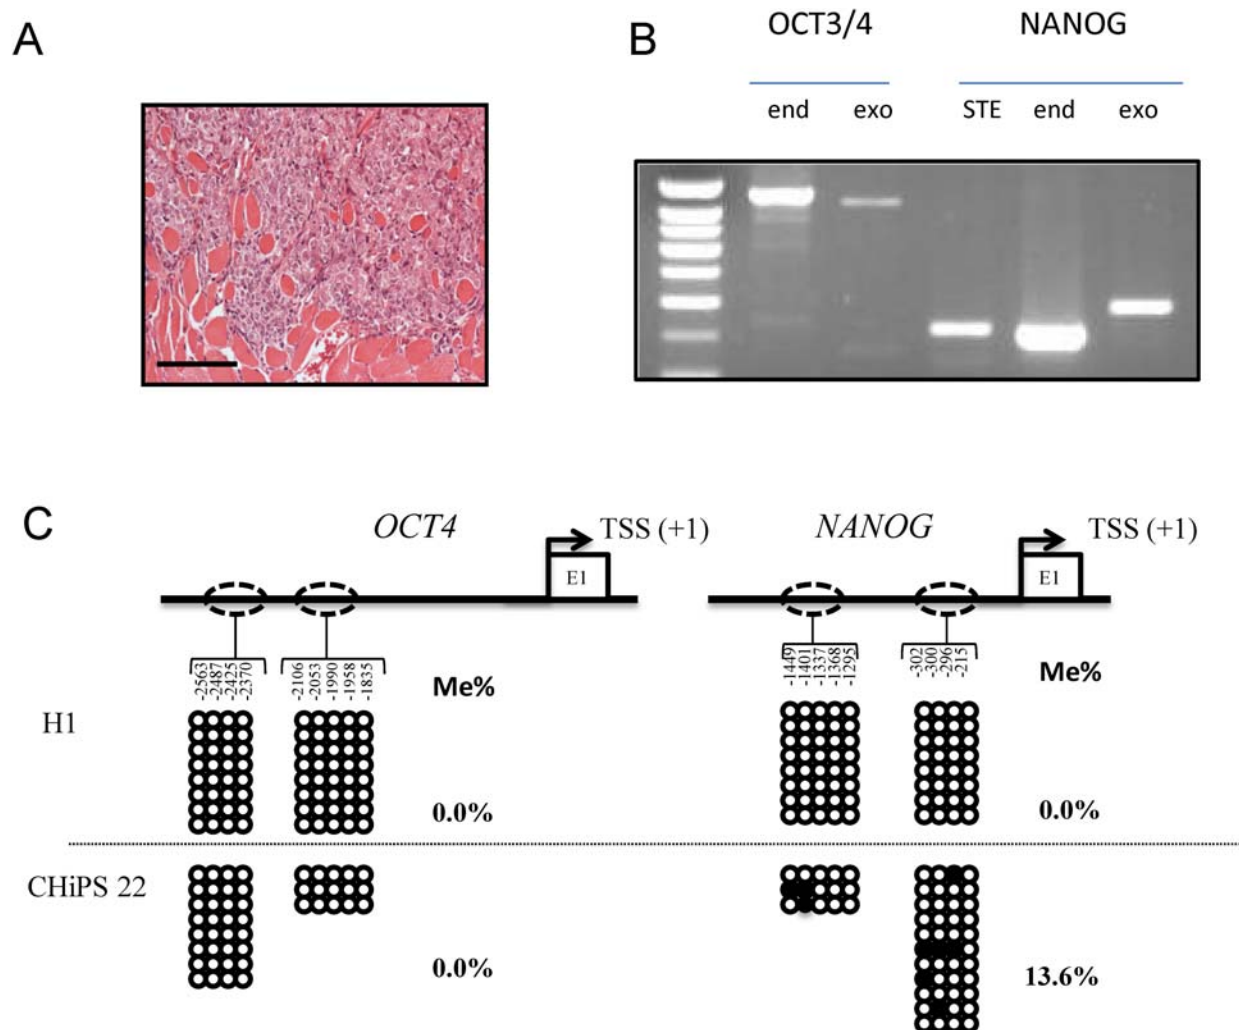 A
B
OCT3/4 NANOG
end exo STE end exo
C
OCT4 TSS (+1) NANOG TSS (+1)
E1 E1
-2563 -2487 -2425 -2370 -2106 -2053 -1990 -1958 -1835 Me% -1449 -1401 -1337 -1368 -1295 -302 -300 -296 -215 Me%
H1
0.0% 0.0%
CHiPS 22
0.0% 13.6%